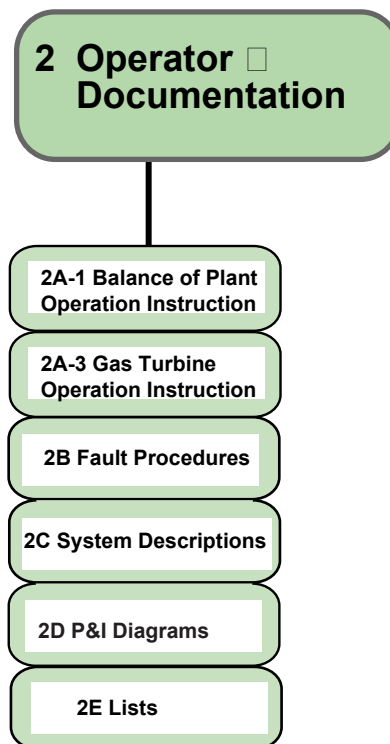 2 Operator □
Documentation
2A-1 Balance of Plant
Operation Instruction
2A-3 Gas Turbine
Operation Instruction
2B Fault Procedures
2C System Descriptions
2D P&I Diagrams
2E Lists